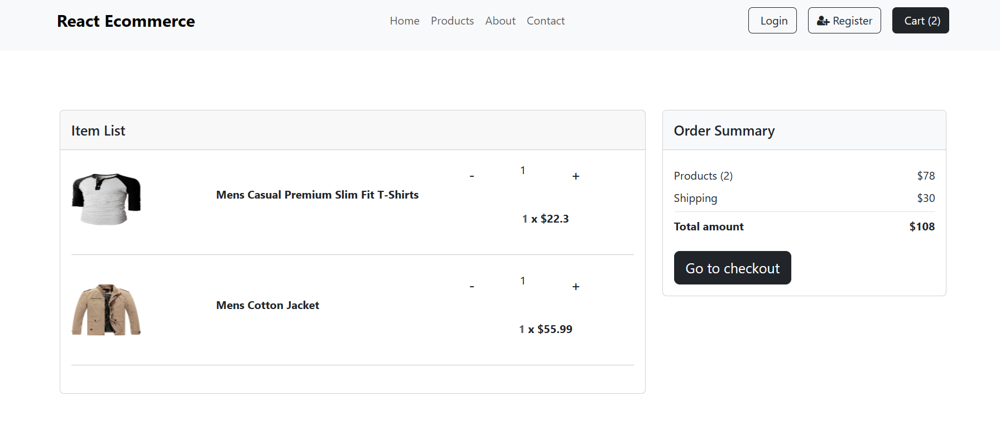 React Ecommerce
Home Products About Contact
Login Register Cart (2)
Item List
- 1 +
Mens Casual Premium Slim Fit T-Shirts
1 x $22.3
- 1 +
Mens Cotton Jacket
1 x $55.99
Order Summary
Products (2) $78
Shipping $30
Total amount $108
Go to checkout